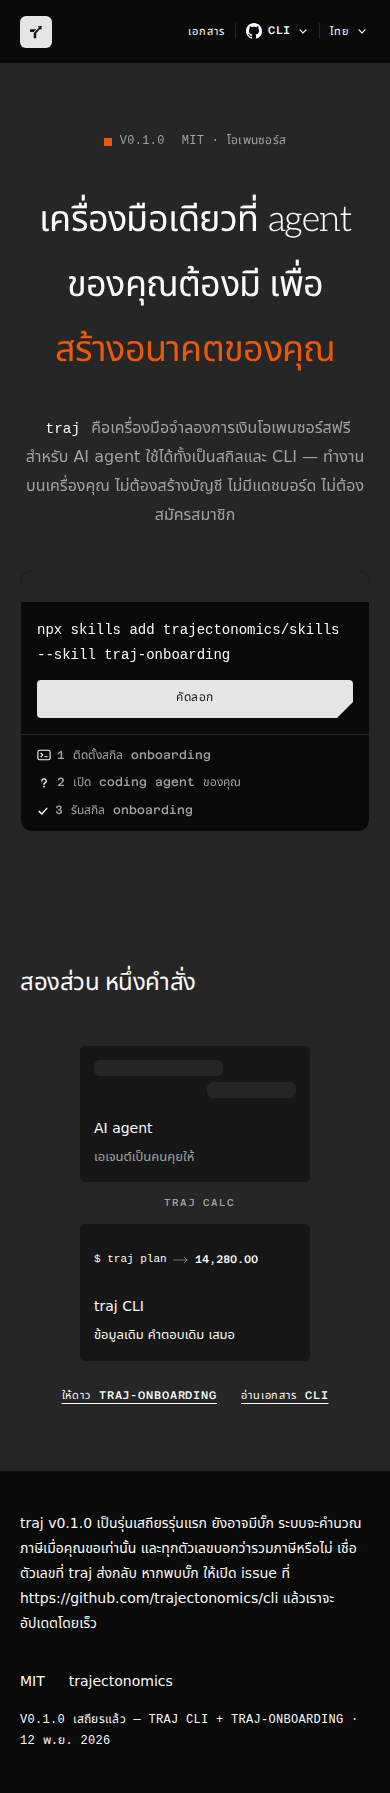 เอกสาร CLI ไทย
V0.1.0 MIT · โอเพนซอร์ส
เครื่องมือเดียวที่ agent
ของคุณต้องมี เพื่อ
สร้างอนาคตของคุณ
traj คือเครื่องมือจำลองการเงินโอเพนซอร์สฟรี
สำหรับ AI agent ใช้ได้ทั้งเป็นสกิลและ CLI — ทำงาน
บนเครื่องคุณ ไม่ต้องสร้างบัญชี ไม่มีแดชบอร์ด ไม่ต้อง
สมัครสมาชิก
npx skills add trajectonomics/skills
--skill traj-onboarding
คัดลอก
1 ติดตั้งสกิล onboarding
? 2 เปิด coding agent ของคุณ
3 รันสกิล onboarding
สองส่วน หนึ่งคำสั่ง
AI agent
เอเจนต์เป็นคนคุยให้
TRAJ CALC
$ traj plan → 14,280.00
traj CLI
ข้อมูลเดิม คำตอบเดิม เสมอ
ให้ดาว TRAJ-ONBOARDING อ่านเอกสาร CLI
traj v0.1.0 เป็นรุ่นเสถียรรุ่นแรก ยังอาจมีบั๊ก ระบบจะคำนวณ
ภาษีเมื่อคุณขอเท่านั้น และทุกตัวเลขบอกว่ารวมภาษีหรือไม่ เชื่อ
ตัวเลขที่ traj ส่งกลับ หากพบบั๊ก ให้เปิด issue ที่
https://github.com/trajectonomics/cli แล้วเราจะ
อัปเดตโดยเร็ว
MIT trajectonomics
V0.1.0 เสถียรแล้ว — TRAJ CLI + TRAJ-ONBOARDING ·
12 พ.ย. 2026